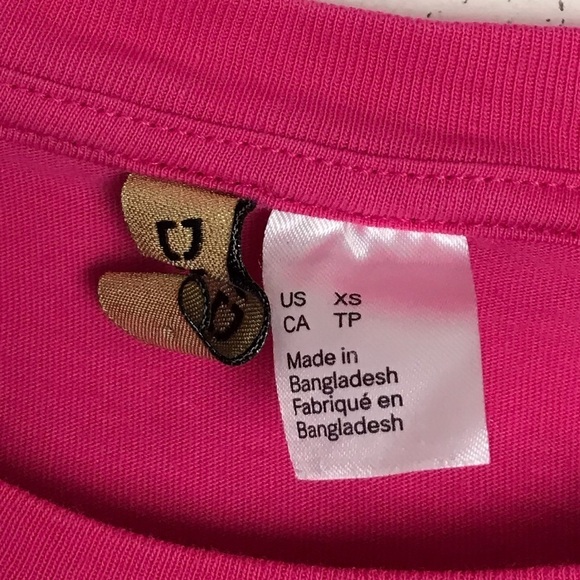 US XS
CA TP
Made in
Bangladesh
Fabriqué en
Bangladesh